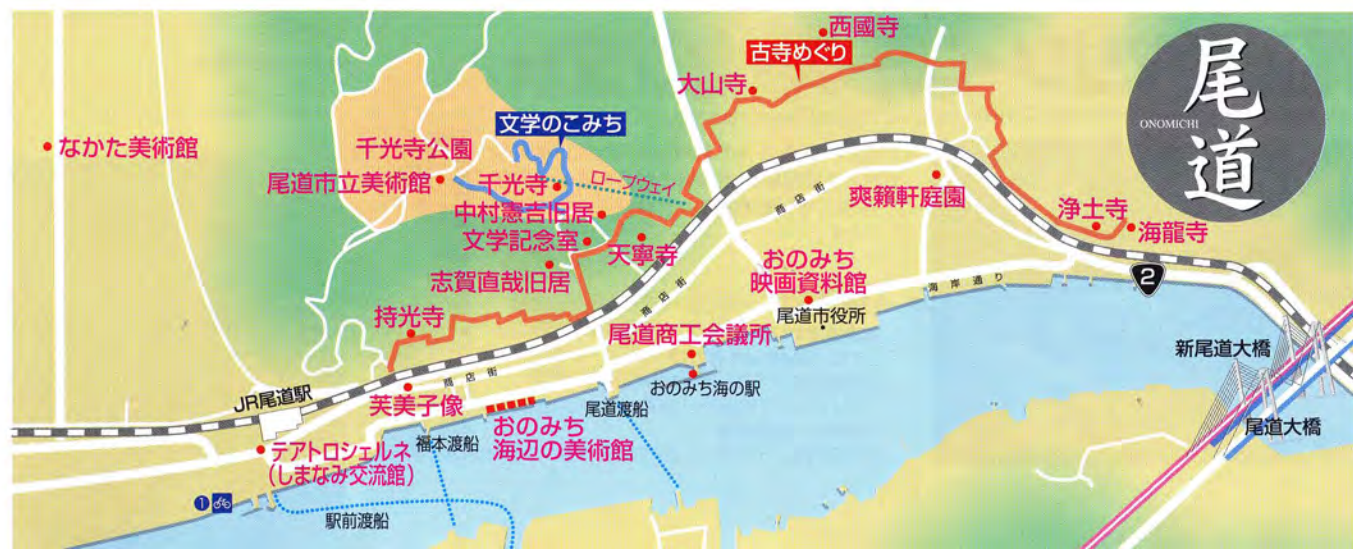 西國寺
古寺めぐり
大山寺
尾道
ONOMICHI
なかた美術館
文学のこみち
千光寺公園
尾道市立美術館
千光寺
ロープウェイ
中村憲吉旧居
文学記念室
天寧寺
志賀直哉旧居
商店街
爽籟軒庭園
浄土寺
海龍寺
おのみち
映画資料館
海岸通り
2
尾道市役所
持光寺
商店街
尾道商工会議所
新尾道大橋
JR尾道駅
商店街
おのみち海の駅
芙美子像
尾道渡船
尾道大橋
おのみち
海辺の美術館
福本渡船
テアトロシェルネ
(しまなみ交流館)
1
駅前渡船